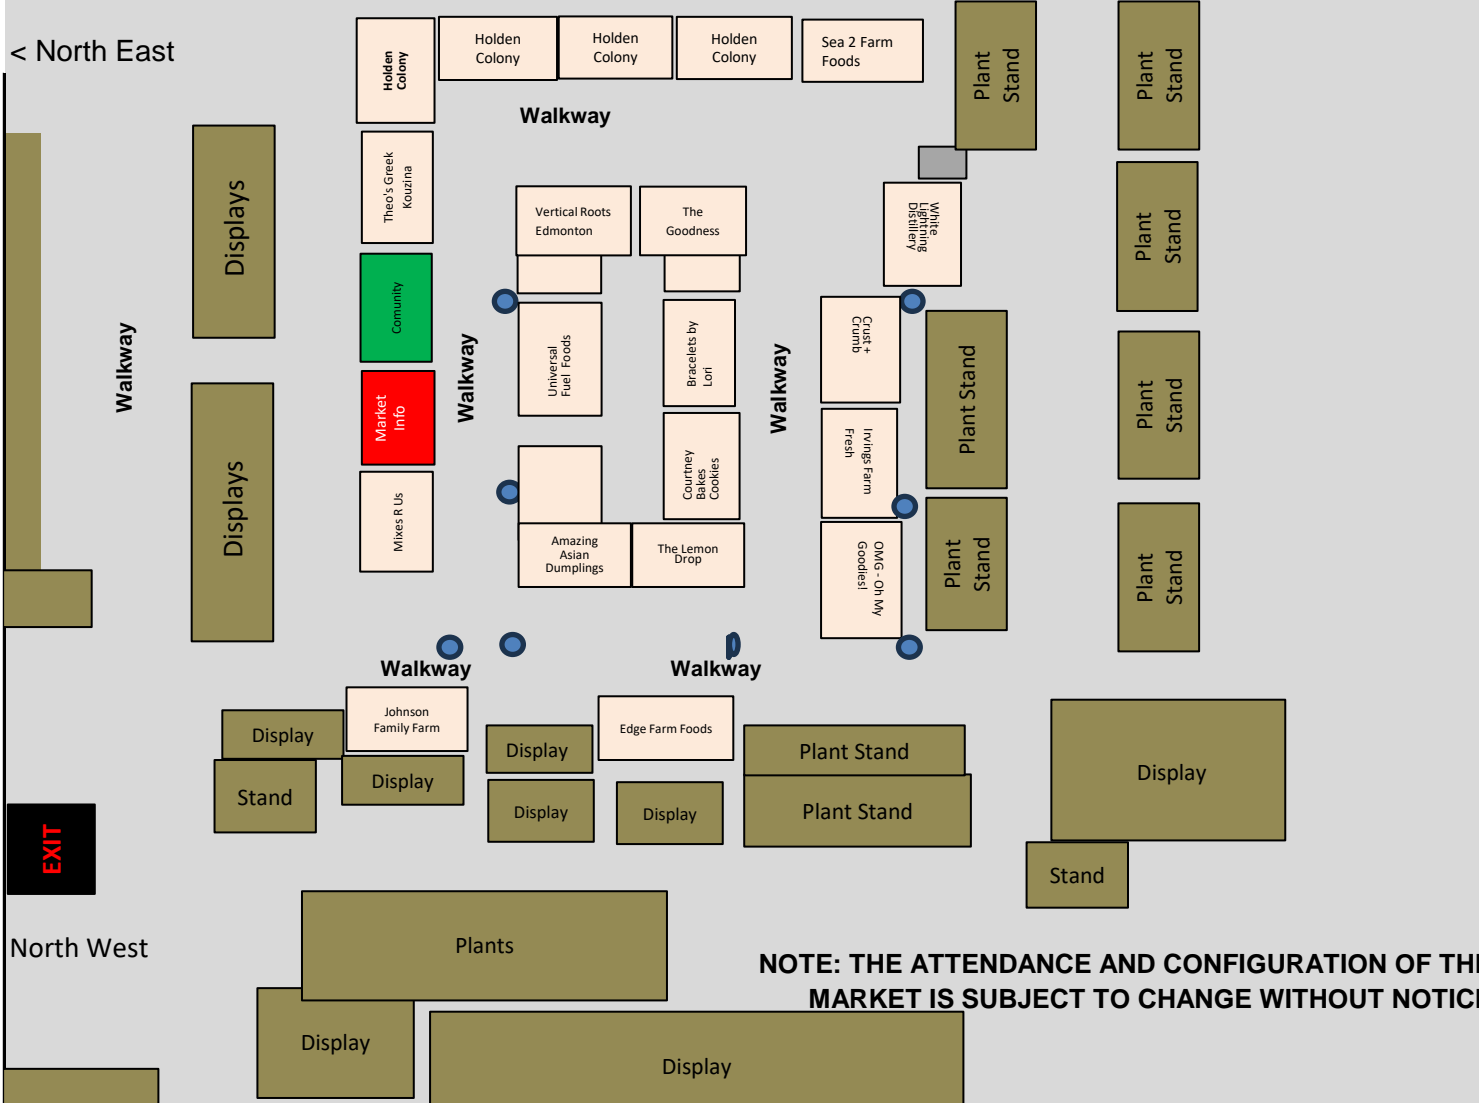 < North East
Holden
Colony
Holden
Colony
Holden
Colony
Holden
Colony
Sea 2 Farm
Foods
Plant
Stand
Plant
Stand
Walkway
Displays
Theo's Greek
Kouzina
Vertical Roots
Edmonton
The
Goodness
White
Lightning
Distillery
Plant
Stand
Comunity
Walkway
Walkway
Universal
Fuel Foods
Bracelets by
Lori
Walkway
Crust +
Crumb
Plant Stand
Plant
Stand
Displays
Market
Info
Mixes R Us
Courtney
Bakes
Cookies
Irvings Farm
Fresh
Amazing
Asian
Dumplings
The Lemon
Drop
OMG - Oh My
Goodies!
Plant
Stand
Plant
Stand
Walkway
Walkway
Display
Johnson
Family Farm
Display
Edge Farm Foods
Plant Stand
Display
Stand
Display
Display
Display
Plant Stand
EXIT
Stand
North West
Plants
NOTE: THE ATTENDANCE AND CONFIGURATION OF TH
MARKET IS SUBJECT TO CHANGE WITHOUT NOTIC
Display
Display